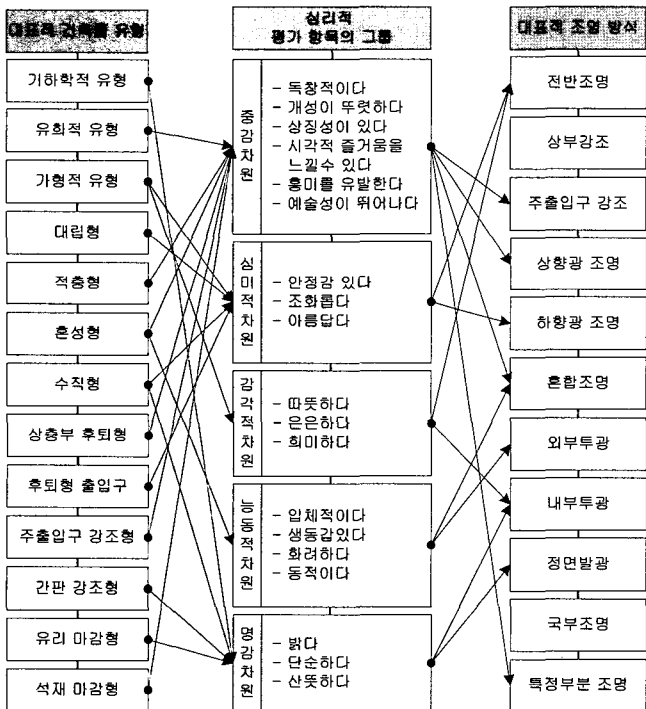 대표적 건축물 유형
기하학적 유형
유희적 유형
가형적 유형
대립형
적층형
혼성형
수직형
상층부 후퇴형
후퇴형 출입구
주출입구 강조형
간판 강조형
유리 마감형
석재 마감형
심리적
평가 항목의 그룹
중감차원
- 독창적이다
- 개성이 뚜렷하다
- 상징성이 있다
- 시각적 즐거움을
느낄수 있다
- 흥미를 유발한다
- 예술성이 뛰어나다
심미적차원
- 안정감 있다
- 조화롭다
- 아름답다
감각적차원
- 따뜻하다
- 은은하다
- 희미하다
능동적차원
- 입체적이다
- 생동감있다
- 화려하다
- 동적이다
명감차원
- 밝다
- 단순하다
- 산뜻하다
대표적 조명 방식
전반조명
상부강조
주출입구 강조
상향광 조명
하향광 조명
혼합조명
외부투광
내부투광
정면발광
국부조명
특정부분 조명